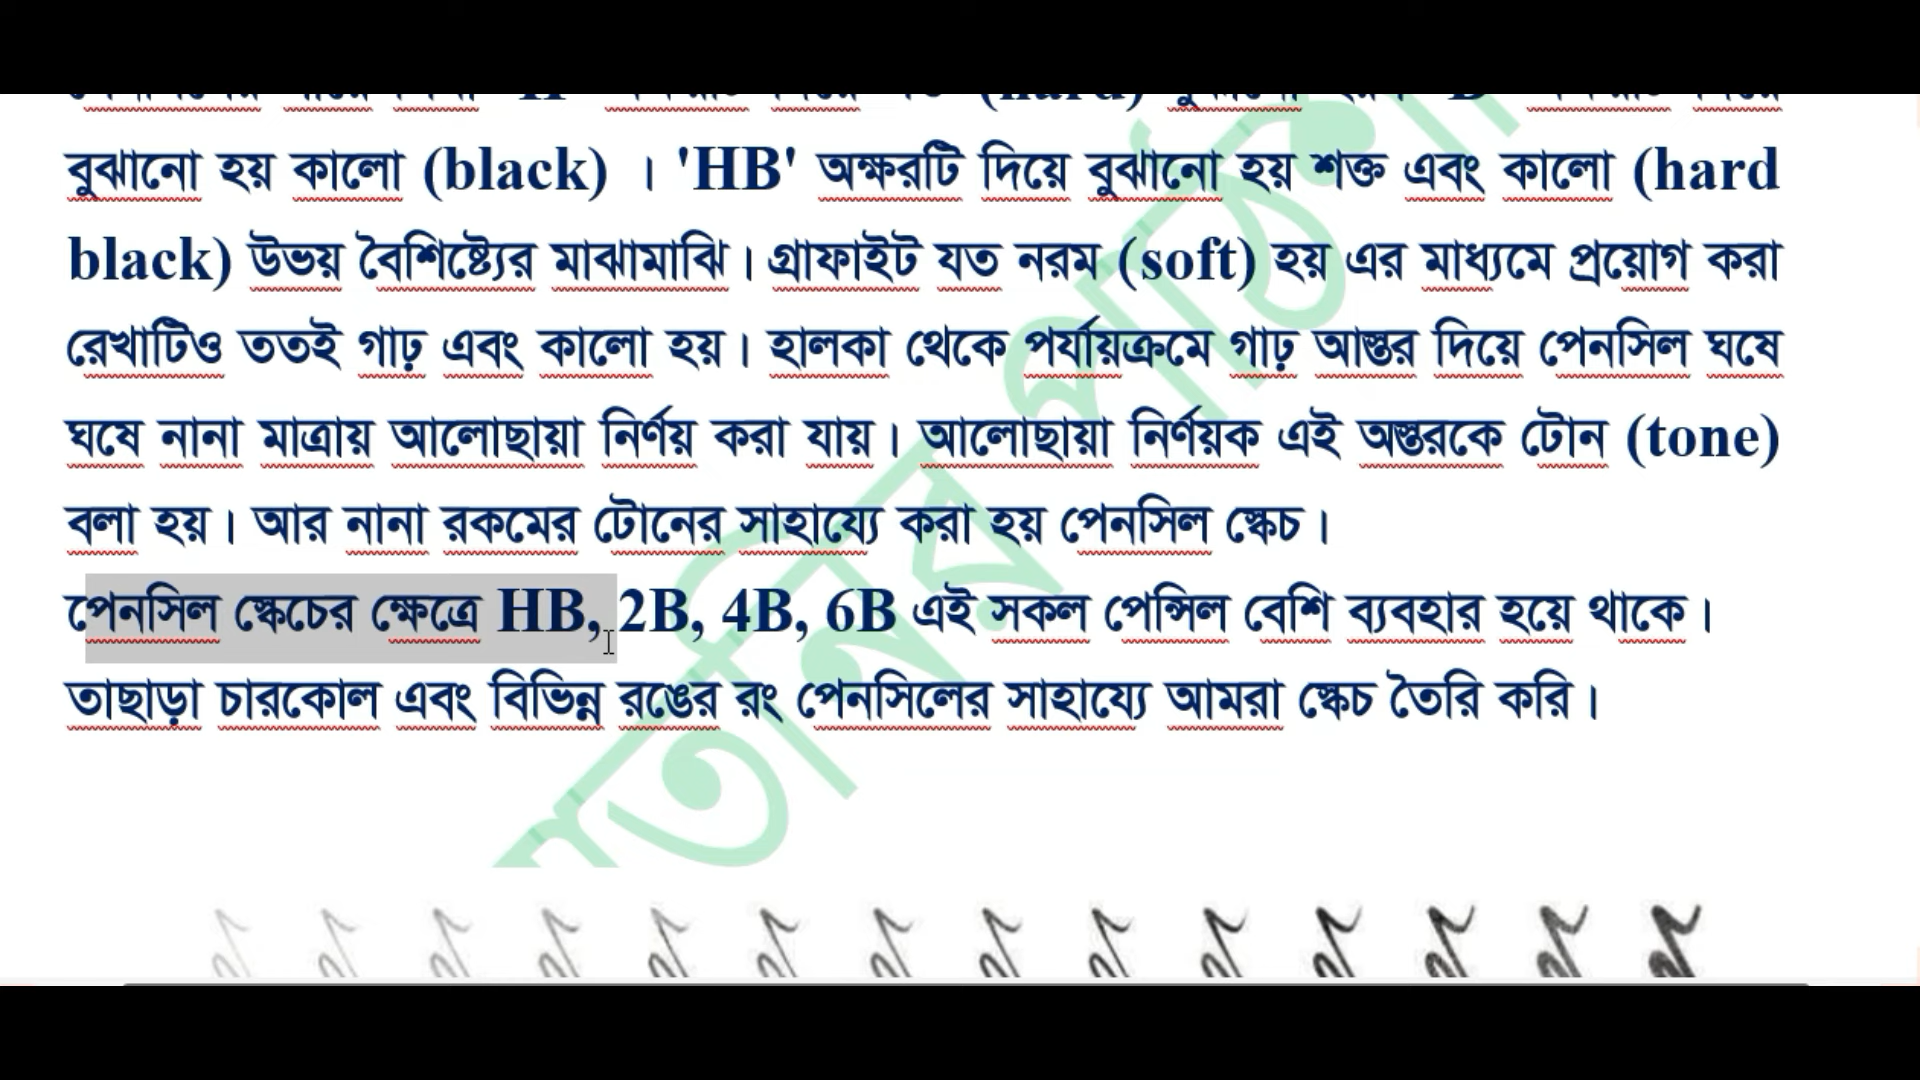 বুঝানো হয় কালো (black) । 'HB' অক্ষরটি দিয়ে বুঝানো হয় শক্ত এবং কালো (hard
black) উভয় বৈশিষ্ট্যের মাঝামাঝি। গ্রাফাইট যত নরম (soft) হয় এর মাধ্যমে প্রয়োগ করা
রেখাটিও ততই গাঢ় এবং কালো হয়। হালকা থেকে পর্যায়ক্রমে গাঢ় আস্তর দিয়ে পেনসিল ঘষে
ঘষে নানা মাত্রায় আলোছায়া নির্ণয় করা যায়। আলোছায়া নির্ণয়ক এই অস্তরকে টোন (tone)
বলা হয়। আর নানা রকমের টোনের সাহায্যে করা হয় পেনসিল স্কেচ।
পেনসিল স্কেচের ক্ষেত্রে HB, 2B, 4B, 6B এই সকল পেন্সিল বেশি ব্যবহার হয়ে থাকে।
তাছাড়া চারকোল এবং বিভিন্ন রঙের রং পেনসিলের সাহায্যে আমরা স্কেচ তৈরি করি।